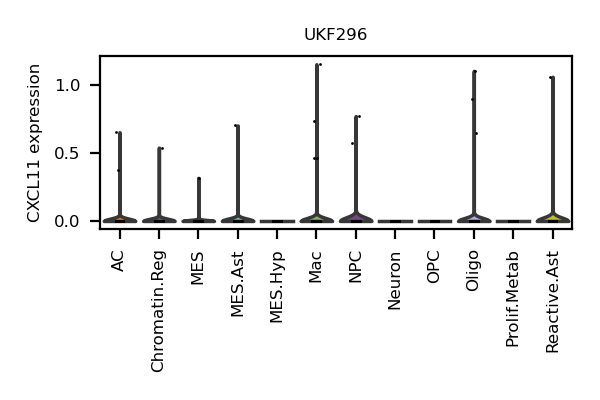 UKF296
CXCL11 expression
1.0
0.5
0.0
AC
Chromatin.Reg
MES
MES.Ast
MES.Hyp
Mac
NPC
Neuron
OPC
Oligo
Prolif.Metab
Reactive.Ast